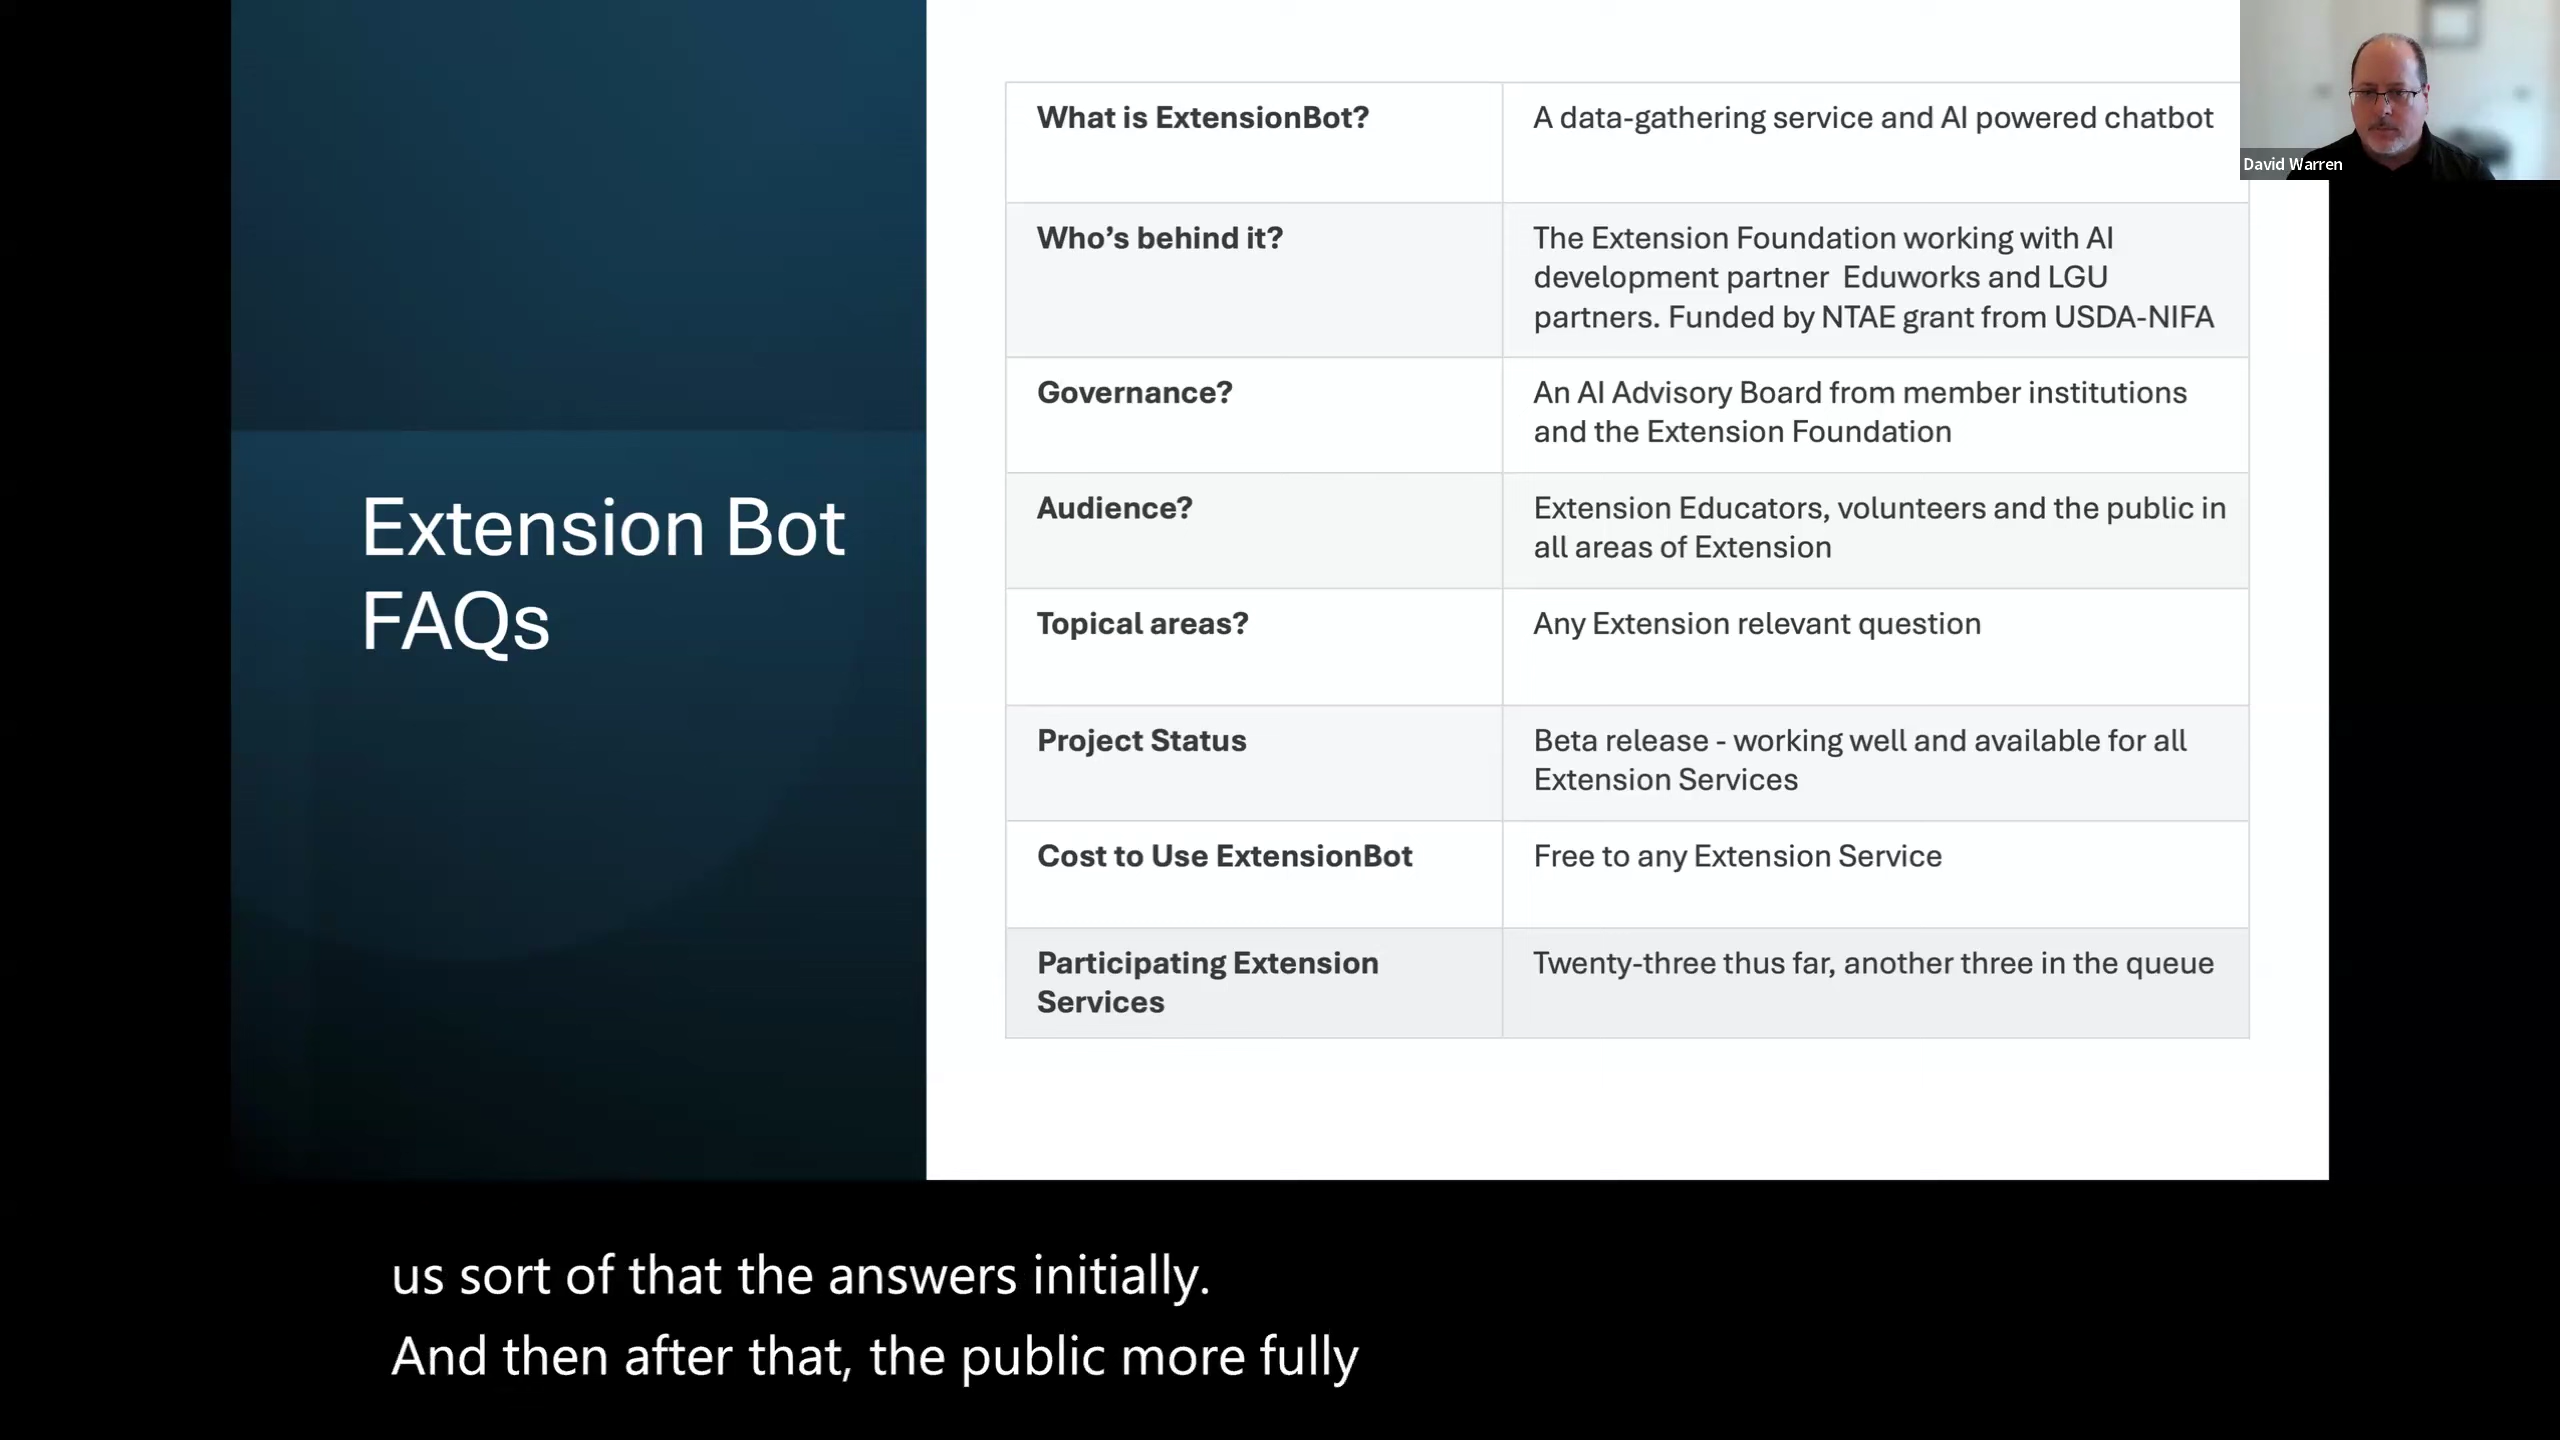 Extension Bot
FAQs
What is ExtensionBot?
A data-gathering service and AI powered chatbot
Who’s behind it?
The Extension Foundation working with AI
development partner  Eduworks and LGU
partners. Funded by NTAE grant from USDA-NIFA
Governance?
An AI Advisory Board from member institutions
and the Extension Foundation
Audience?
Extension Educators, volunteers and the public in
all areas of Extension
Topical areas?
Any Extension relevant question
Project Status
Beta release - working well and available for all
Extension Services
Cost to Use ExtensionBot
Free to any Extension Service
Participating Extension
Services
Twenty-three thus far, another three in the queue
David Warren
us sort of that the answers initially.
And then after that, the public more fully